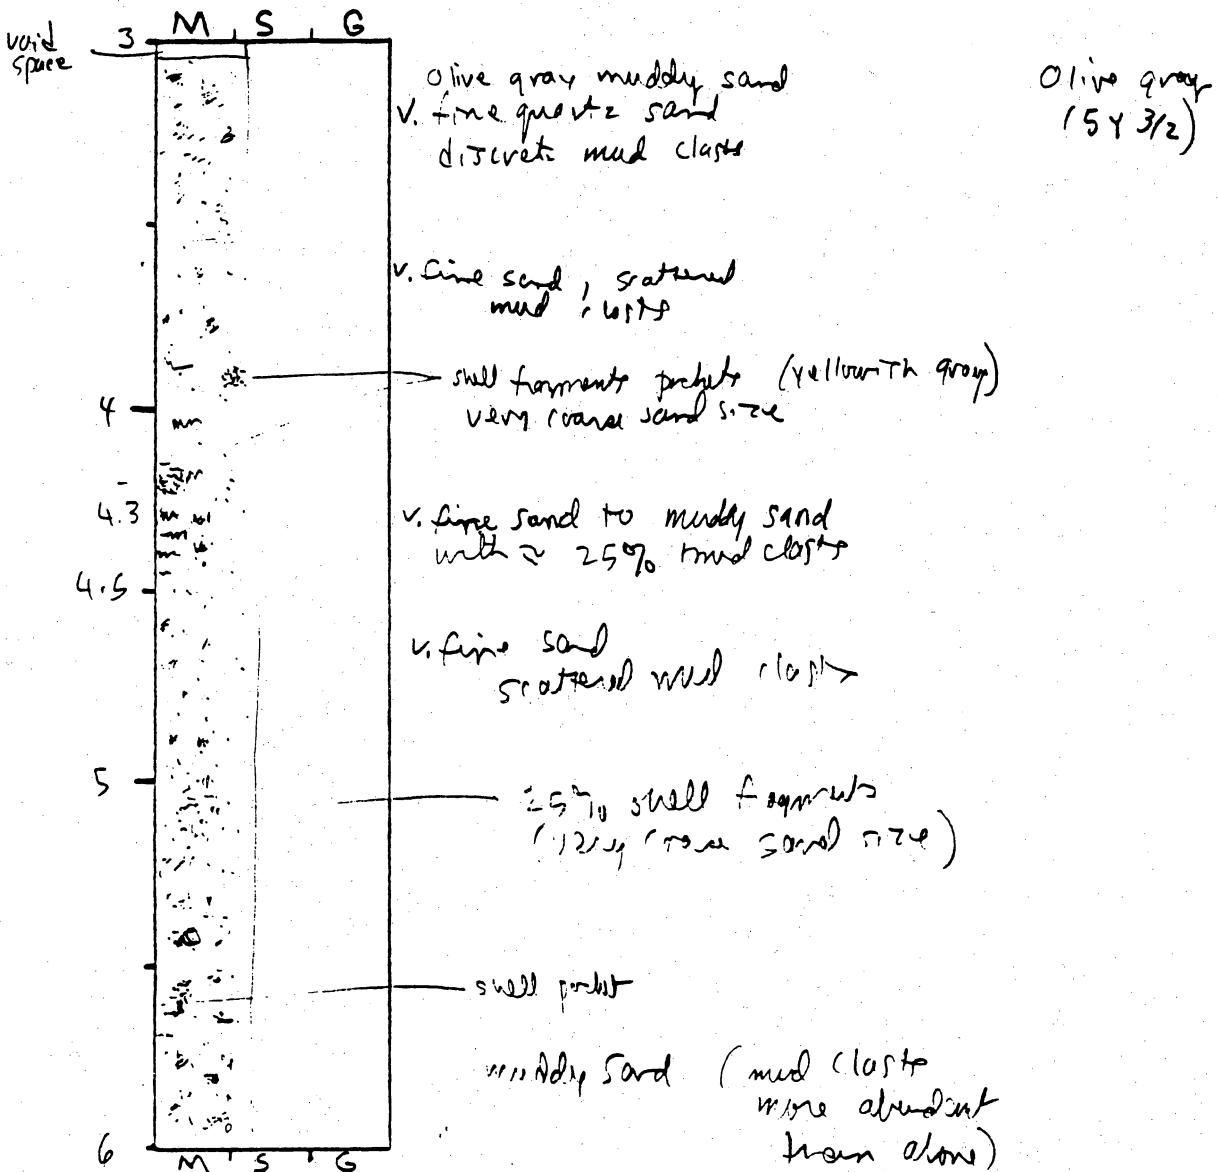 M S G
void
space
3
Olive gray muddy sand
v. fine quartz sand
discrete mud clasts
Olive gray
(5Y 3/2)
v. fine sand, scattered
mud clasts
shell fragments pockets (yellowish gray)
very coarse sand size
4
4.3
v. fine sand to muddy sand
with ≈ 25% mud clasts
4.5
v. fine sand
scattered mud clasts
5
25% shell fragments
(very coarse sand size)
shell pocket
muddy sand (mud clasts
more abundant
than above)
6
M S G